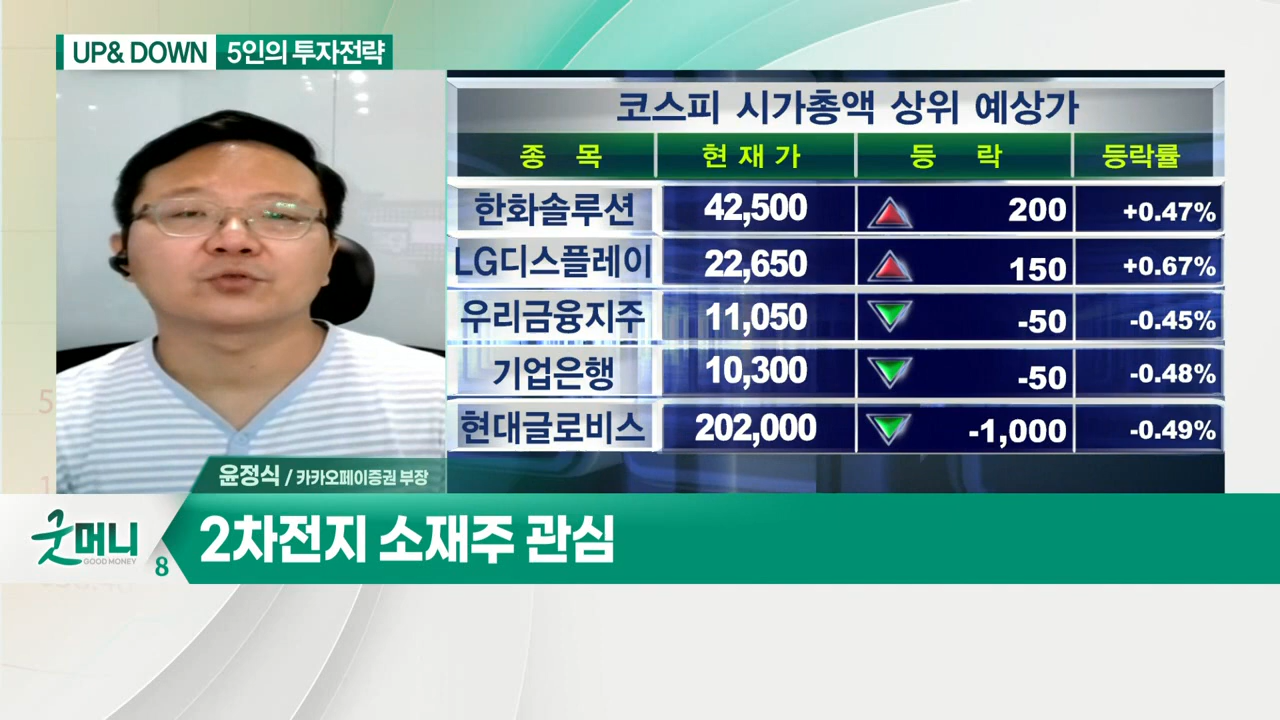 UP& DOWN 5인의 투자전략
코스피 시가총액 상위 예상가
종 목 현 재 가 등 락 등락률
한화솔루션 42,500 200 +0.47%
LG디스플레이 22,650 150 +0.67%
우리금융지주 11,050 -50 -0.45%
기업은행 10,300 -50 -0.48%
현대글로비스 202,000 -1,000 -0.49%
윤정식 / 카카오페이증권 부장
굿머니
GOOD MONEY
8
2차전지 소재주 관심